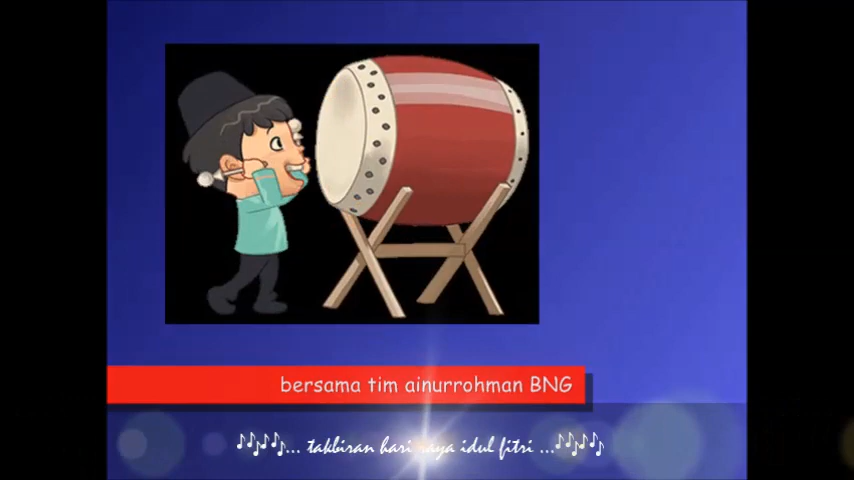 bersama tim ainurrohman BNG
... takbiran hari raya idul fitri ...